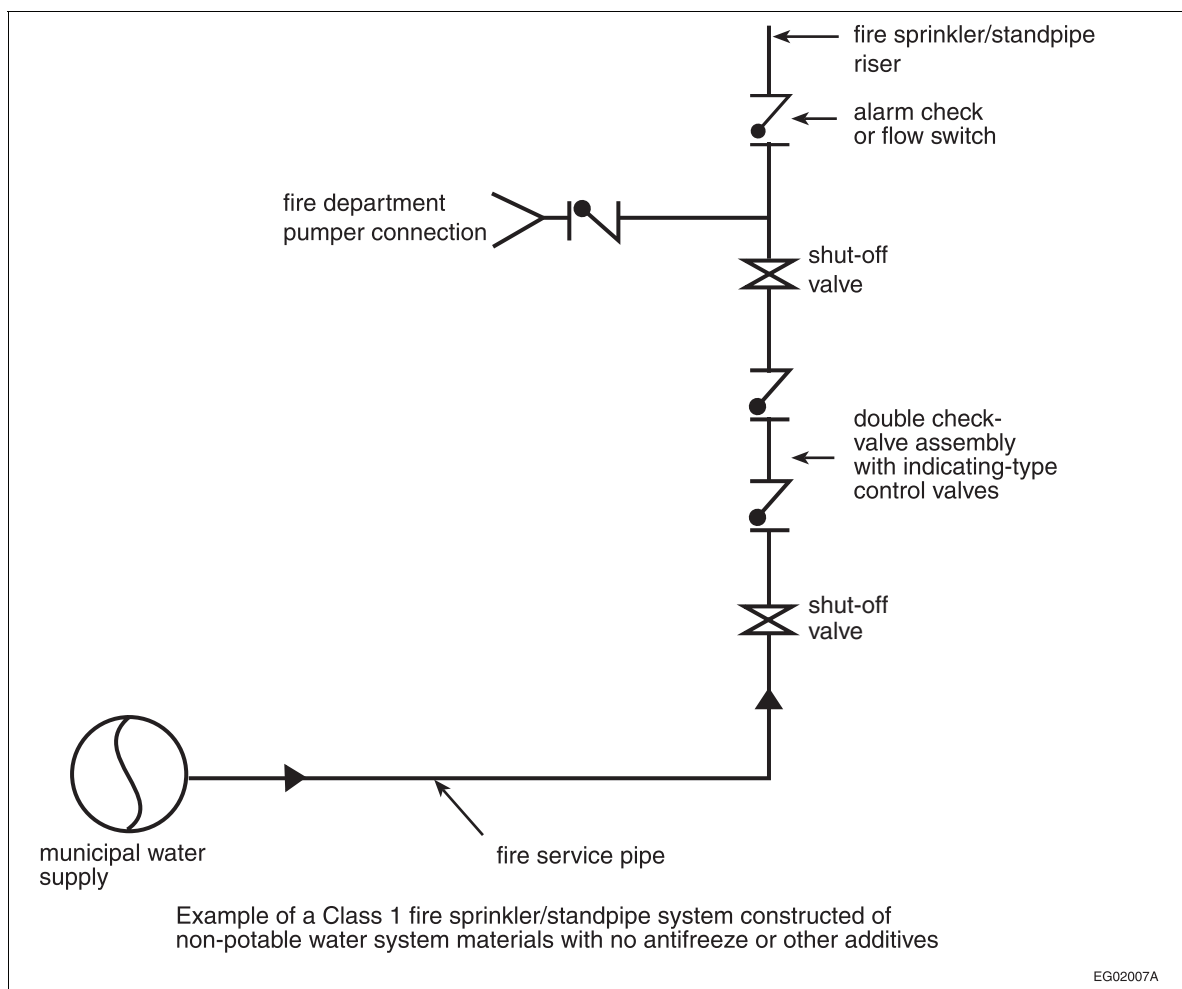 fire sprinkler/standpipe
riser
alarm check
or flow switch
fire department
pumper connection
shut-off
valve
double check-
valve assembly
with indicating-type
control valves
shut-off
valve
municipal water
supply
fire service pipe
Example of a Class 1 fire sprinkler/standpipe system constructed of
non-potable water system materials with no antifreeze or other additives
EG02007A